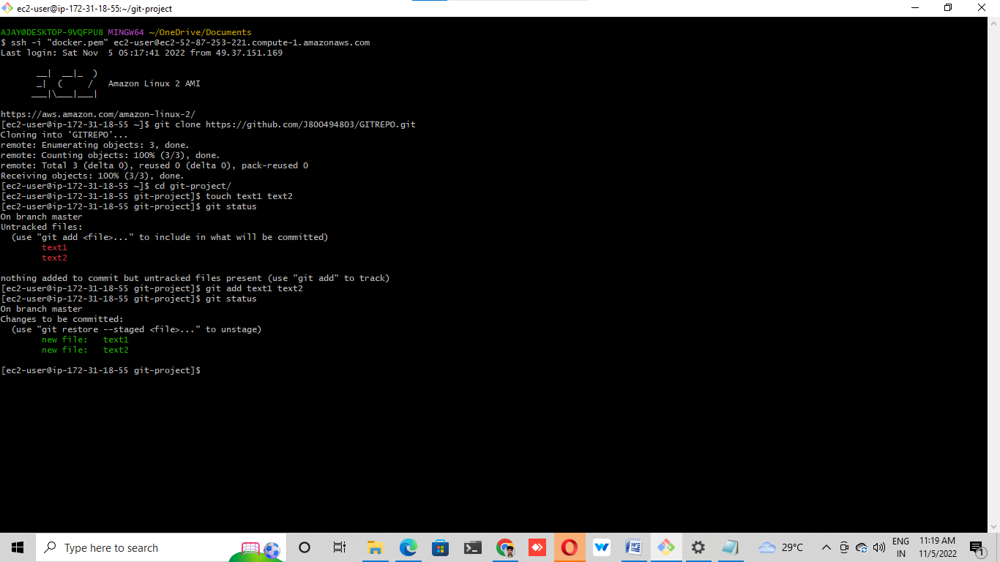 ec2-user@ip-172-31-18-55:~/git-project
AJAY@DESKTOP-9VQFPU8 MINGW64 ~/OneDrive/Documents
$ ssh -i "docker.pem" ec2-user@ec2-52-87-253-221.compute-1.amazonaws.com
Last login: Sat Nov  5 05:17:41 2022 from 49.37.151.169
       __|  __|_  )
       _|  (     /   Amazon Linux 2 AMI
      ___|\___|___|
https://aws.amazon.com/amazon-linux-2/
[ec2-user@ip-172-31-18-55 ~]$ git clone https://github.com/J800494803/GITREPO.git
Cloning into 'GITREPO'...
remote: Enumerating objects: 3, done.
remote: Counting objects: 100% (3/3), done.
remote: Total 3 (delta 0), reused 0 (delta 0), pack-reused 0
Receiving objects: 100% (3/3), done.
[ec2-user@ip-172-31-18-55 ~]$ cd git-project/
[ec2-user@ip-172-31-18-55 git-project]$ touch text1 text2
[ec2-user@ip-172-31-18-55 git-project]$ git status
On branch master
Untracked files:
  (use "git add <file>..." to include in what will be committed)
        text1
        text2
nothing added to commit but untracked files present (use "git add" to track)
[ec2-user@ip-172-31-18-55 git-project]$ git add text1 text2
[ec2-user@ip-172-31-18-55 git-project]$ git status
On branch master
Changes to be committed:
  (use "git restore --staged <file>..." to unstage)
        new file:   text1
        new file:   text2
[ec2-user@ip-172-31-18-55 git-project]$
Type here to search
29°C
ENG
IN
11:19 AM
11/5/2022
1